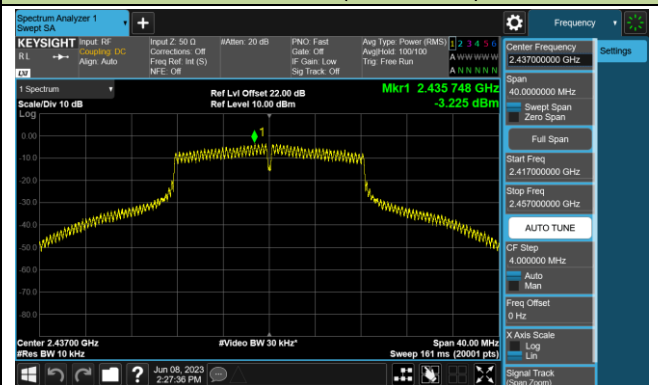 Spectrum Analyzer 1
Swept SA
Frequency
KEYSIGHT
RL
LXI
Input: RF
Coupling: DC
Align: Auto
Input Z: 50 Ω
Corrections: Off
Freq Ref: Int (S)
NFE: Off
#Atten: 20 dB
PNO: Fast
Gate: Off
IF Gain: Low
Sig Track: Off
Avg Type: Power (RMS)
Avg|Hold: 100/100
Trig: Free Run
1 2 3 4 5 6
A W W W W W
A N N N N N
1 Spectrum
Scale/Div 10 dB
Log
Ref Lvl Offset 22.00 dB
Ref Level 10.00 dBm
Mkr1 2.435 748 GHz
-3.225 dBm
1
0.00
-10.0
-20.0
-30.0
-40.0
-50.0
-60.0
-70.0
-80.0
Center 2.43700 GHz
#Res BW 10 kHz
#Video BW 30 kHz*
Span 40.00 MHz
Sweep 161 ms (20001 pts)
Jun 08, 2023
2:27:36 PM
Center Frequency
2.437000000 GHz
Span
40.0000000 MHz
Swept Span
Zero Span
Full Span
Start Freq
2.417000000 GHz
Stop Freq
2.457000000 GHz
AUTO TUNE
CF Step
4.000000 MHz
Auto
Man
Freq Offset
0 Hz
X Axis Scale
Log
Lin
Signal Track
(Span Zoom)
Settings